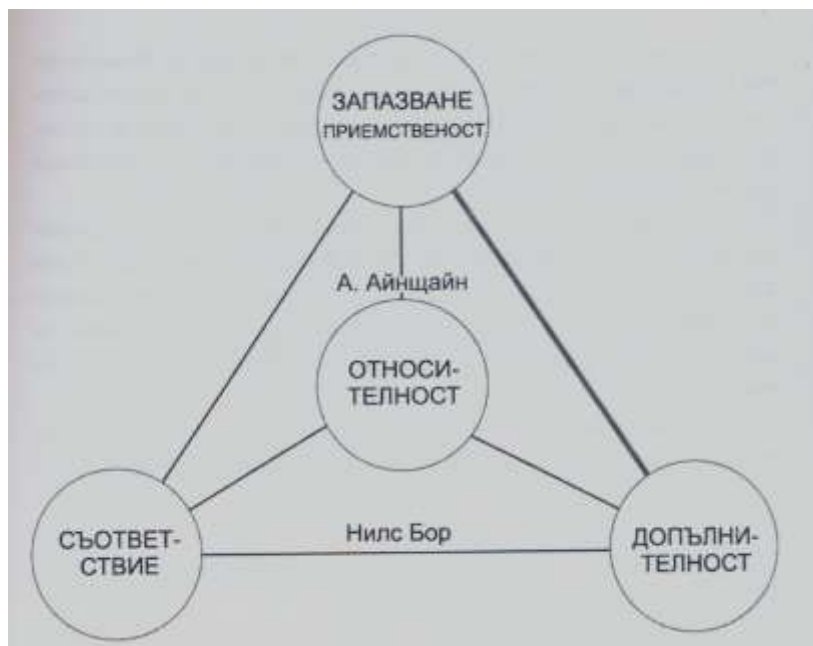 ЗАПАЗВАНЕ
ПРИЕМСТВЕНОСТ
А. Айнщайн
ОТНОСИ-
ТЕЛНОСТ
СЪОТВЕТ-
СТВИЕ
Нилс Бор
ДОПЪЛНИ-
ТЕЛНОСТ